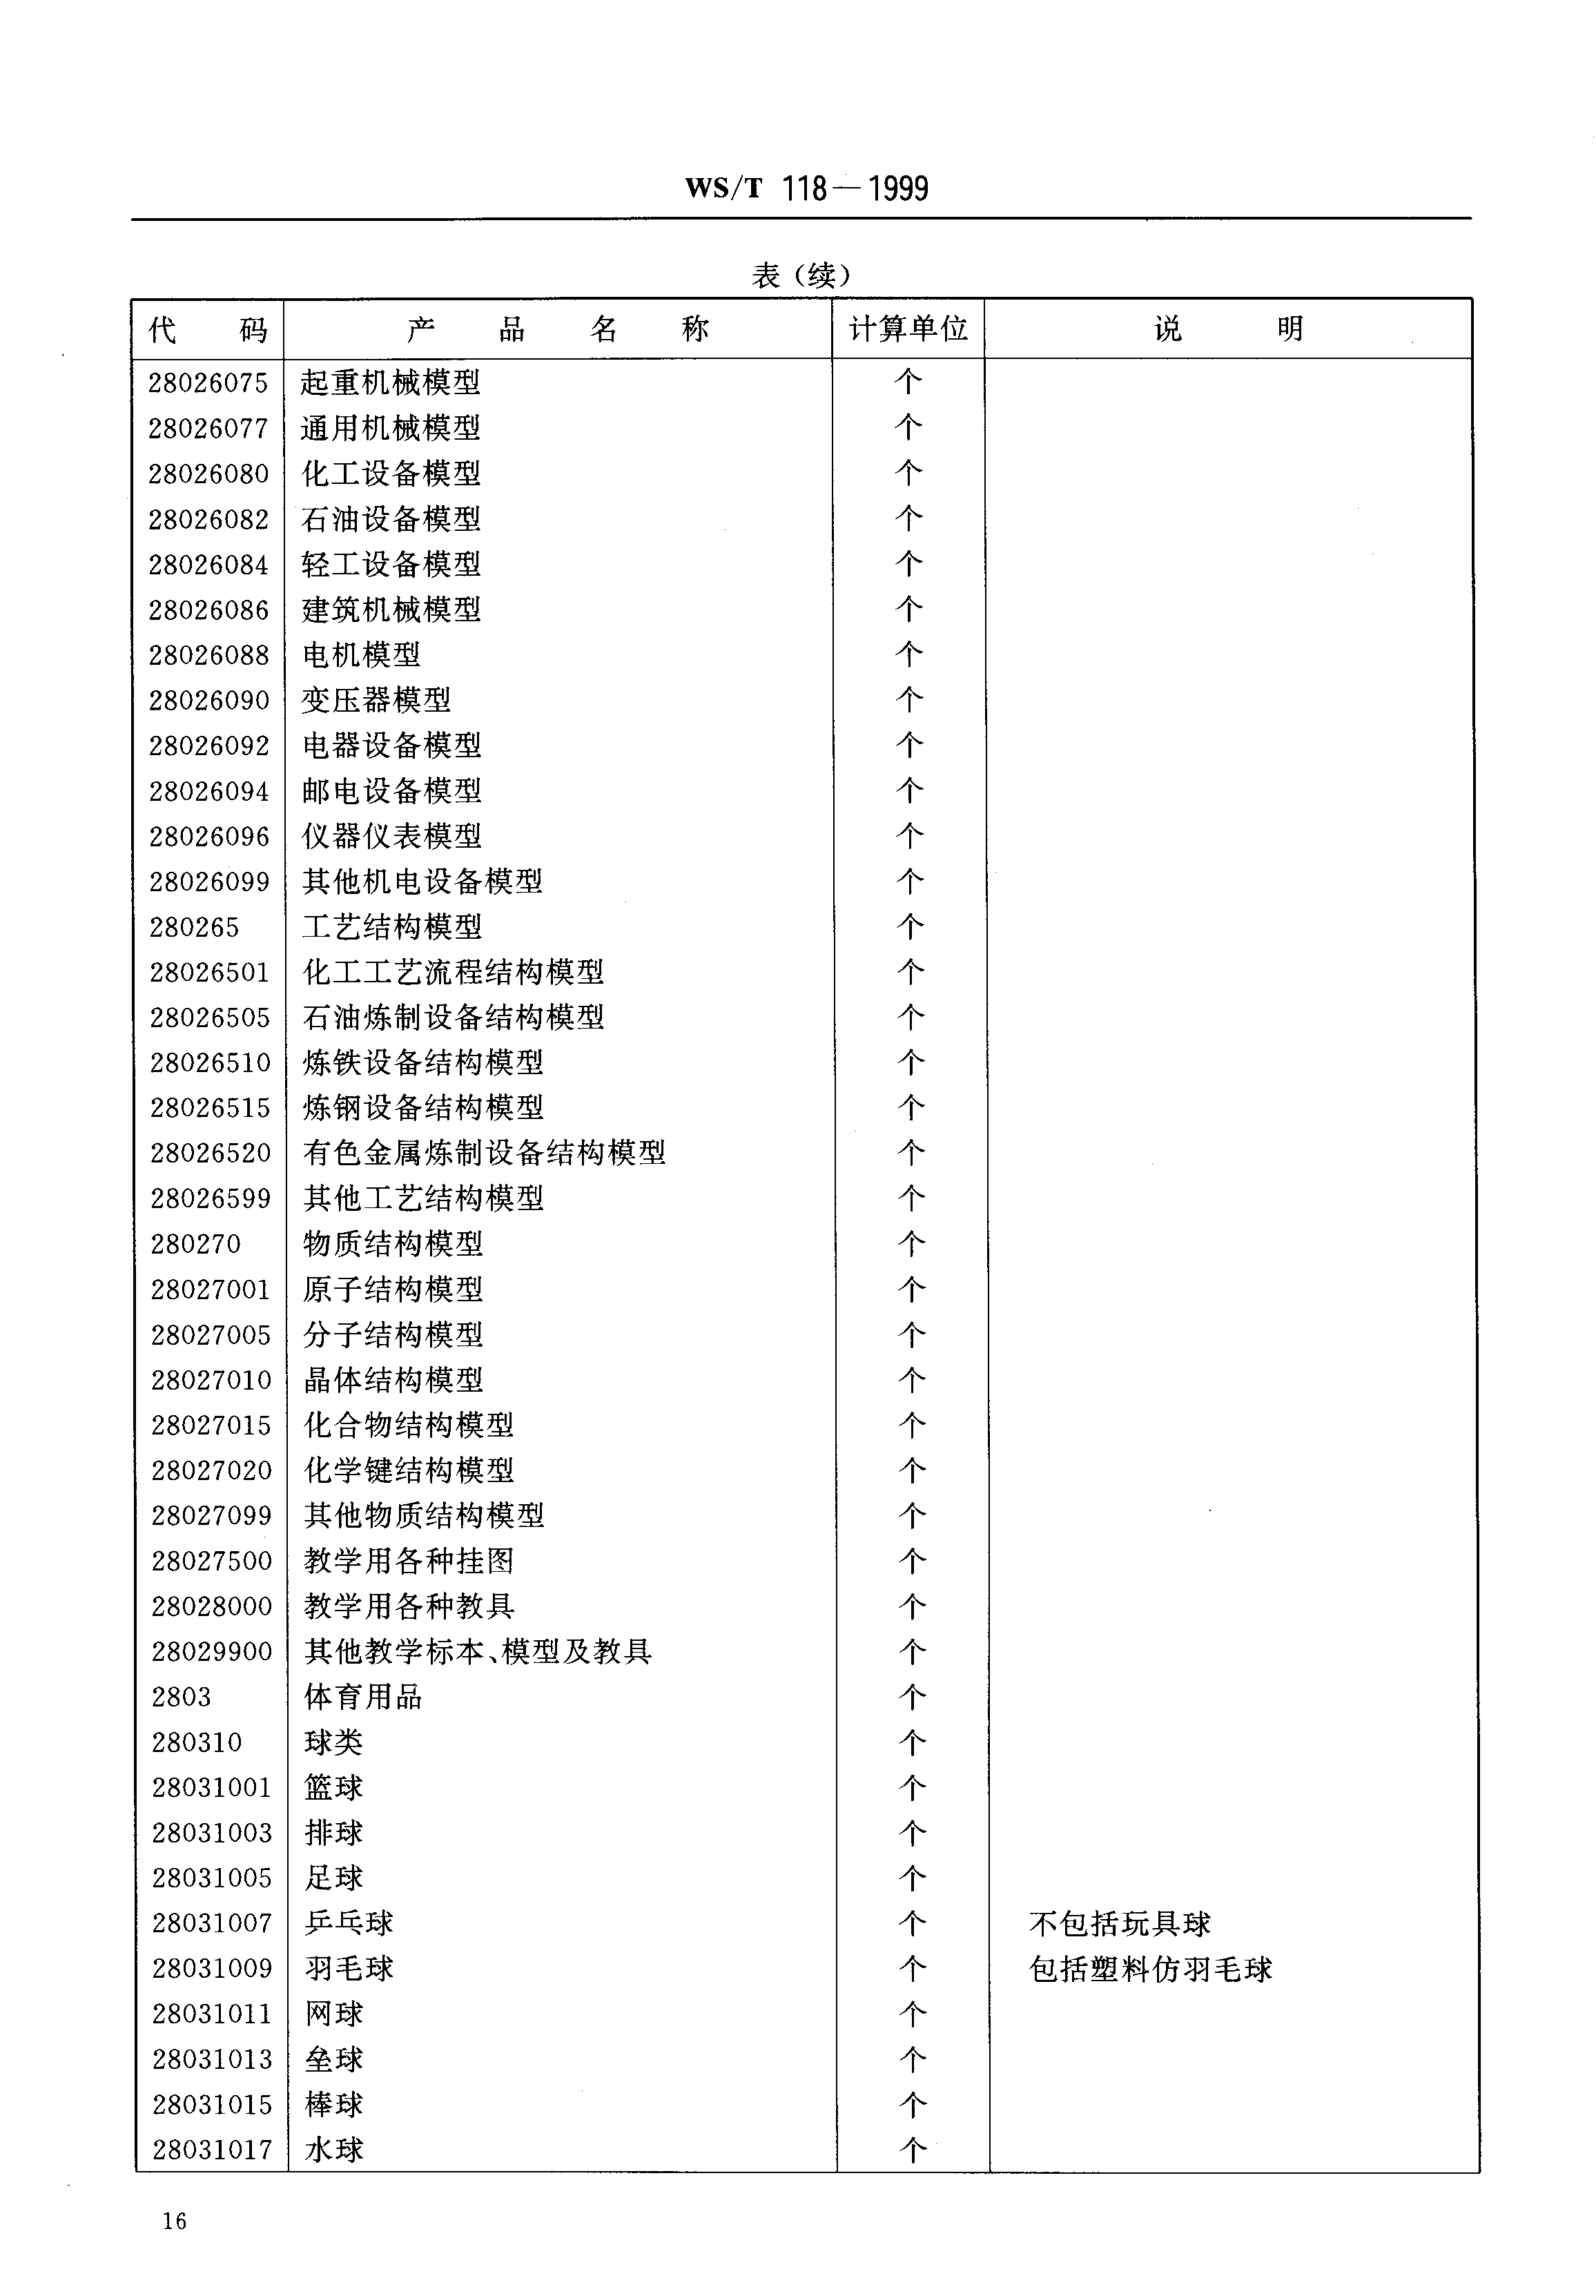 WS/T 118—1999
表（续）
代 码 产 品 名 称 计算单位 说 明
28026075 起重机械模型 个
28026077 通用机械模型 个
28026080 化工设备模型 个
28026082 石油设备模型 个
28026084 轻工设备模型 个
28026086 建筑机械模型 个
28026088 电机模型 个
28026090 变压器模型 个
28026092 电器设备模型 个
28026094 邮电设备模型 个
28026096 仪器仪表模型 个
28026099 其他机电设备模型 个
280265 工艺结构模型 个
28026501 化工工艺流程结构模型 个
28026505 石油炼制设备结构模型 个
28026510 炼铁设备结构模型 个
28026515 炼钢设备结构模型 个
28026520 有色金属炼制设备结构模型 个
28026599 其他工艺结构模型 个
280270 物质结构模型 个
28027001 原子结构模型 个
28027005 分子结构模型 个
28027010 晶体结构模型 个
28027015 化合物结构模型 个
28027020 化学键结构模型 个
28027099 其他物质结构模型 个
28027500 教学用各种挂图 个
28028000 教学用各种教具 个
28029900 其他教学标本、模型及教具 个
2803 体育用品 个
280310 球类 个
28031001 篮球 个
28031003 排球 个
28031005 足球 个
28031007 乒乓球 个 不包括玩具球
28031009 羽毛球 个 包括塑料仿羽毛球
28031011 网球 个
28031013 垒球 个
28031015 棒球 个
28031017 水球 个
16